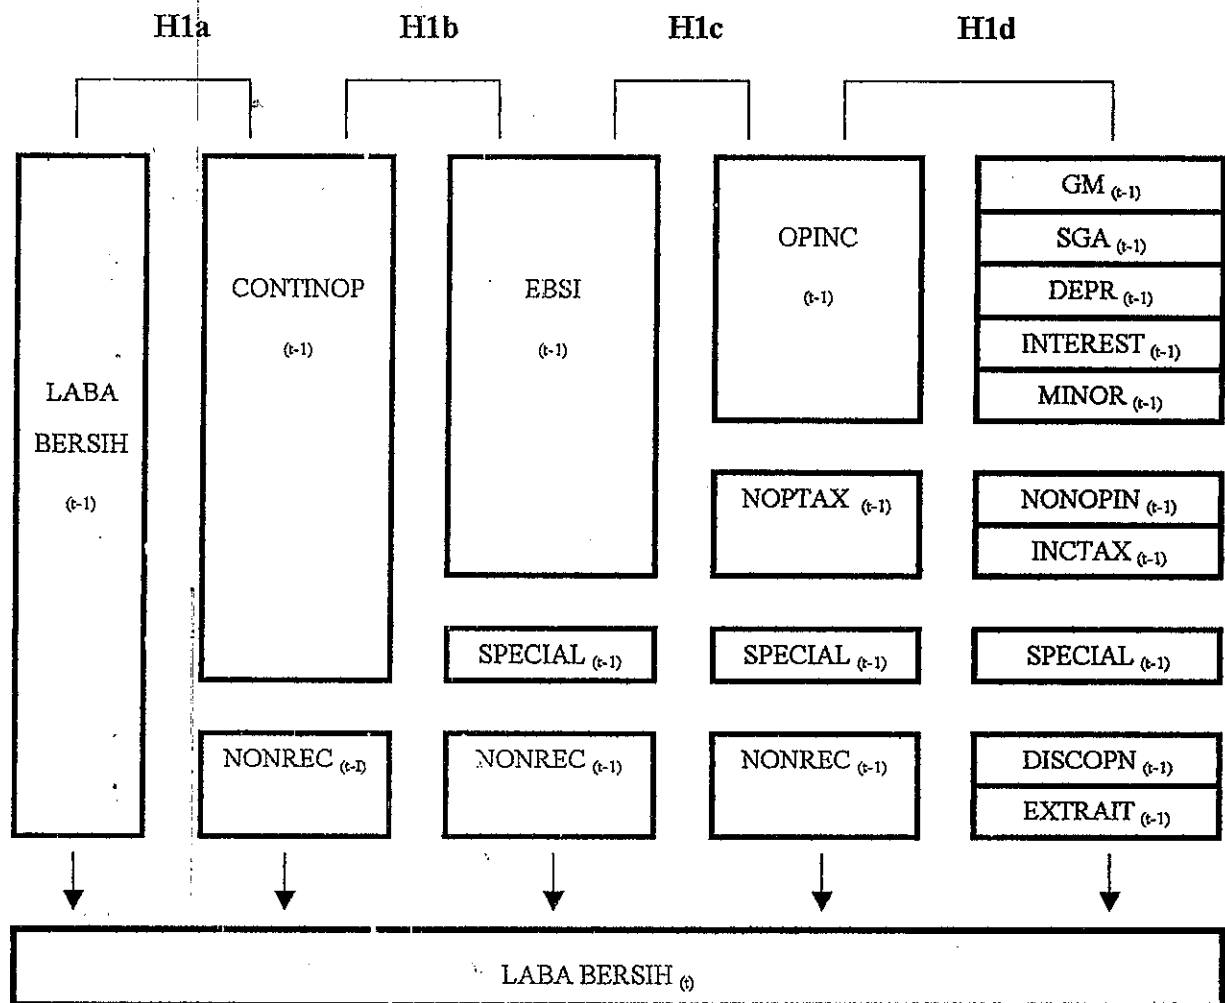 H1a H1b H1c H1d
LABA
BERSIH
(t-1)
CONTINOP
(t-1)
NONREC (t-1)
EBSI
(t-1)
SPECIAL (t-1)
NONREC (t-1)
OPINC
(t-1)
NOPTAX (t-1)
SPECIAL (t-1)
NONREC (t-1)
GM (t-1)
SGA (t-1)
DEPR (t-1)
INTEREST (t-1)
MINOR (t-1)
NONOPIN (t-1)
INCTAX (t-1)
SPECIAL (t-1)
DISCOPN (t-1)
EXTRAIT (t-1)
LABA BERSIH (t)